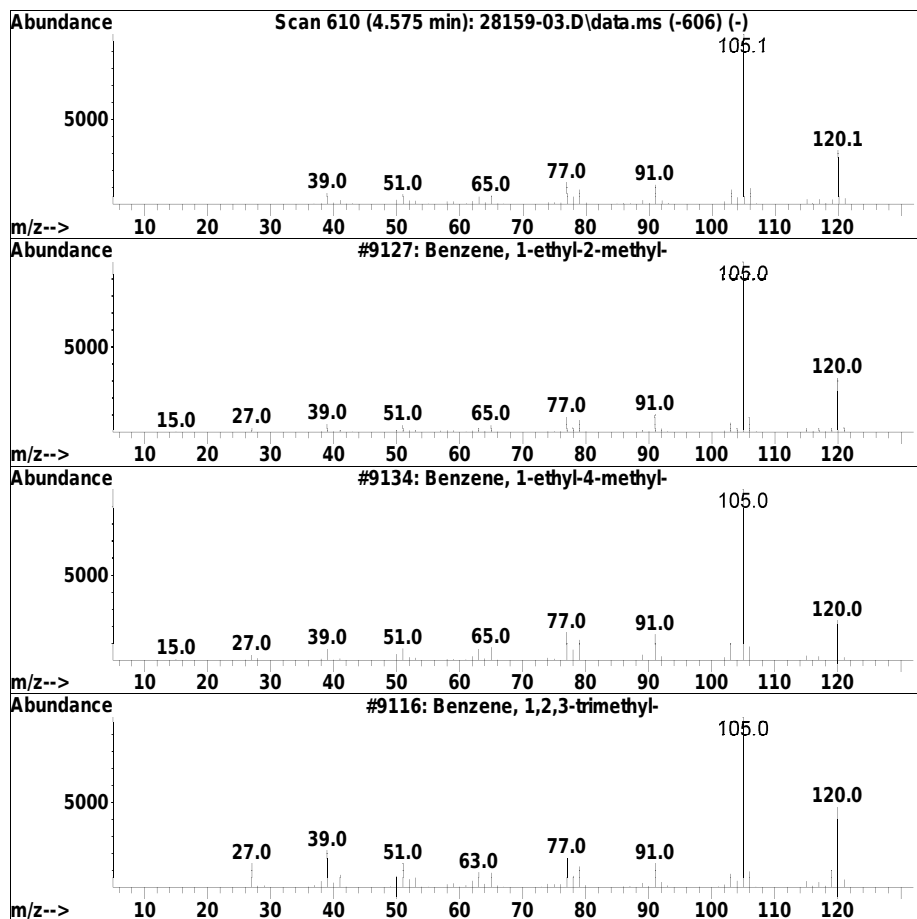 Abundance Scan 610 (4.575 min): 28159-03.D\data.ms (-606) (-)
105.1
5000
120.1
39.0 51.0 65.0 77.0 91.0
m/z--> 10 20 30 40 50 60 70 80 90 100 110 120
Abundance #9127: Benzene, 1-ethyl-2-methyl-
105.0
5000
120.0
15.0 27.0 39.0 51.0 65.0 77.0 91.0
m/z--> 10 20 30 40 50 60 70 80 90 100 110 120
Abundance #9134: Benzene, 1-ethyl-4-methyl-
105.0
5000
120.0
15.0 27.0 39.0 51.0 65.0 77.0 91.0
m/z--> 10 20 30 40 50 60 70 80 90 100 110 120
Abundance #9116: Benzene, 1,2,3-trimethyl-
105.0
5000
120.0
27.0 39.0 51.0 63.0 77.0 91.0
m/z--> 10 20 30 40 50 60 70 80 90 100 110 120